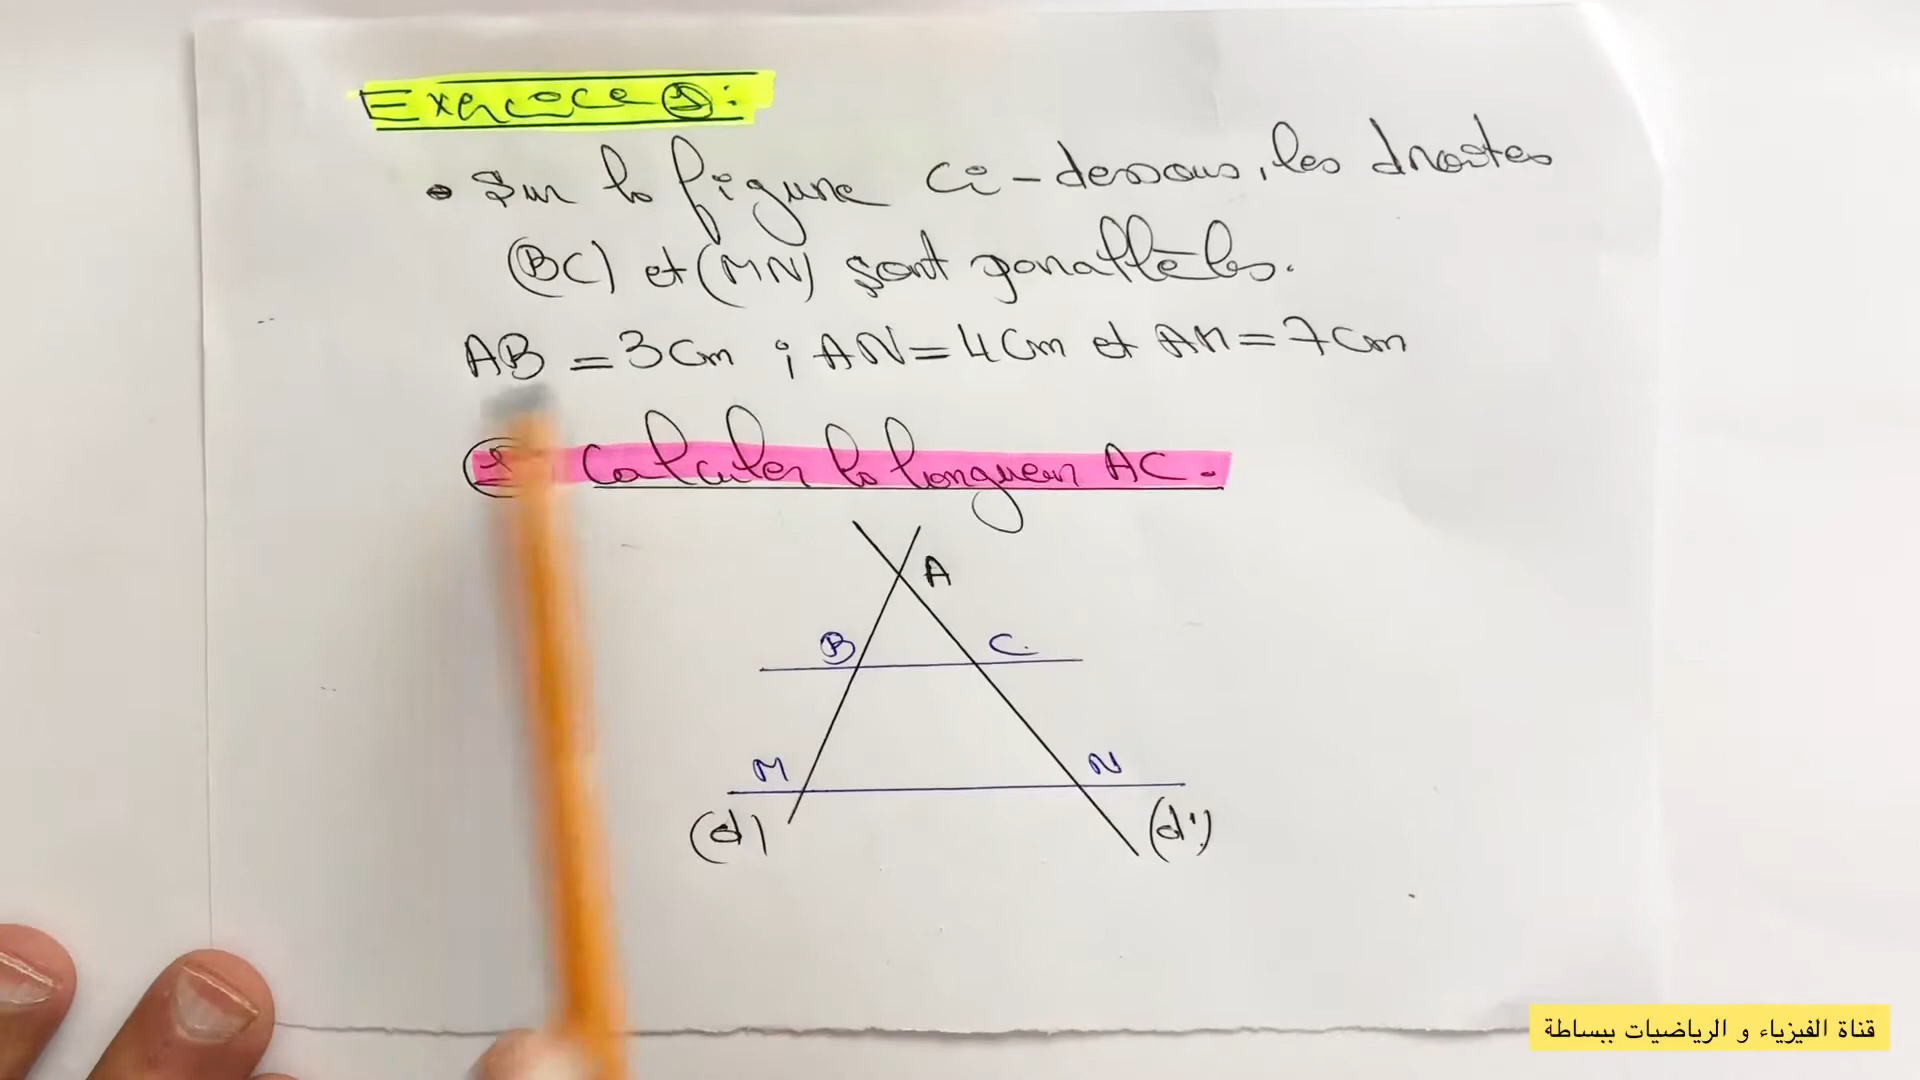 Exercice ① :
• Sur la figure ci-dessous, les droites
(BC) et (MN) sont parallèles.
AB = 3cm ; AN = 4cm et AM = 7cm
Calculer la longueur AC.
A
B C
M N
(d) (d')
قناة الفيزياء و الرياضيات ببساطة